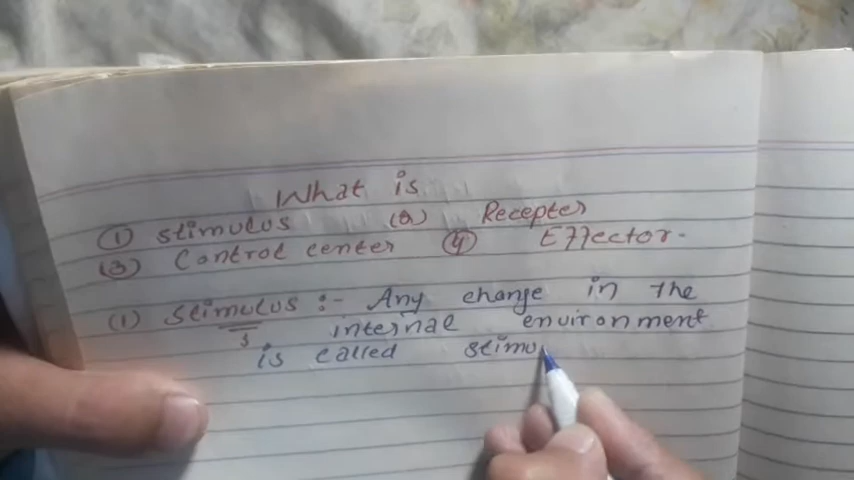 What is
(1) Stimulus (2) Recepter
(3) Control center (4) Effector.
(1) Stimulus :- Any change in the
internal environment
is called stimu